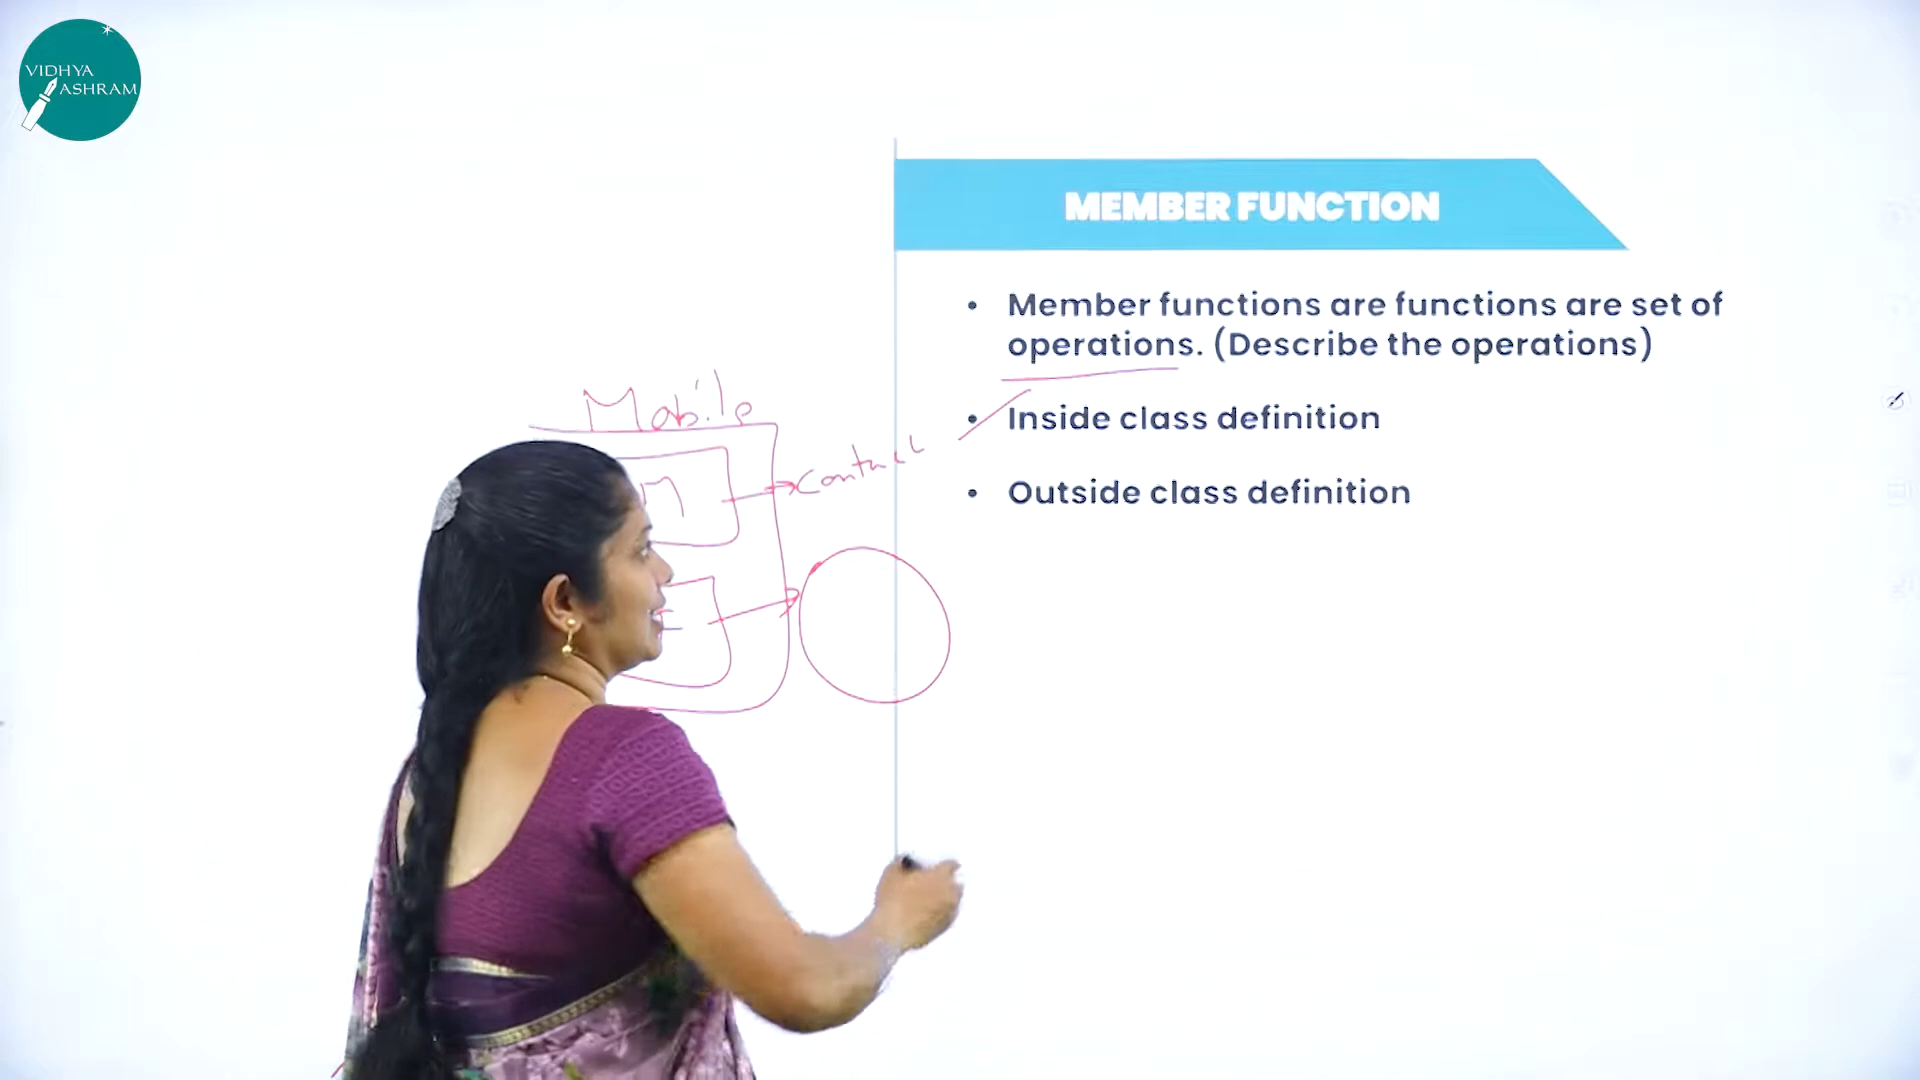 VIDHYA
ASHRAM
MEMBER FUNCTION
• Member functions are functions are set of
operations. (Describe the operations)
Mobile
• Inside class definition
• Outside class definition